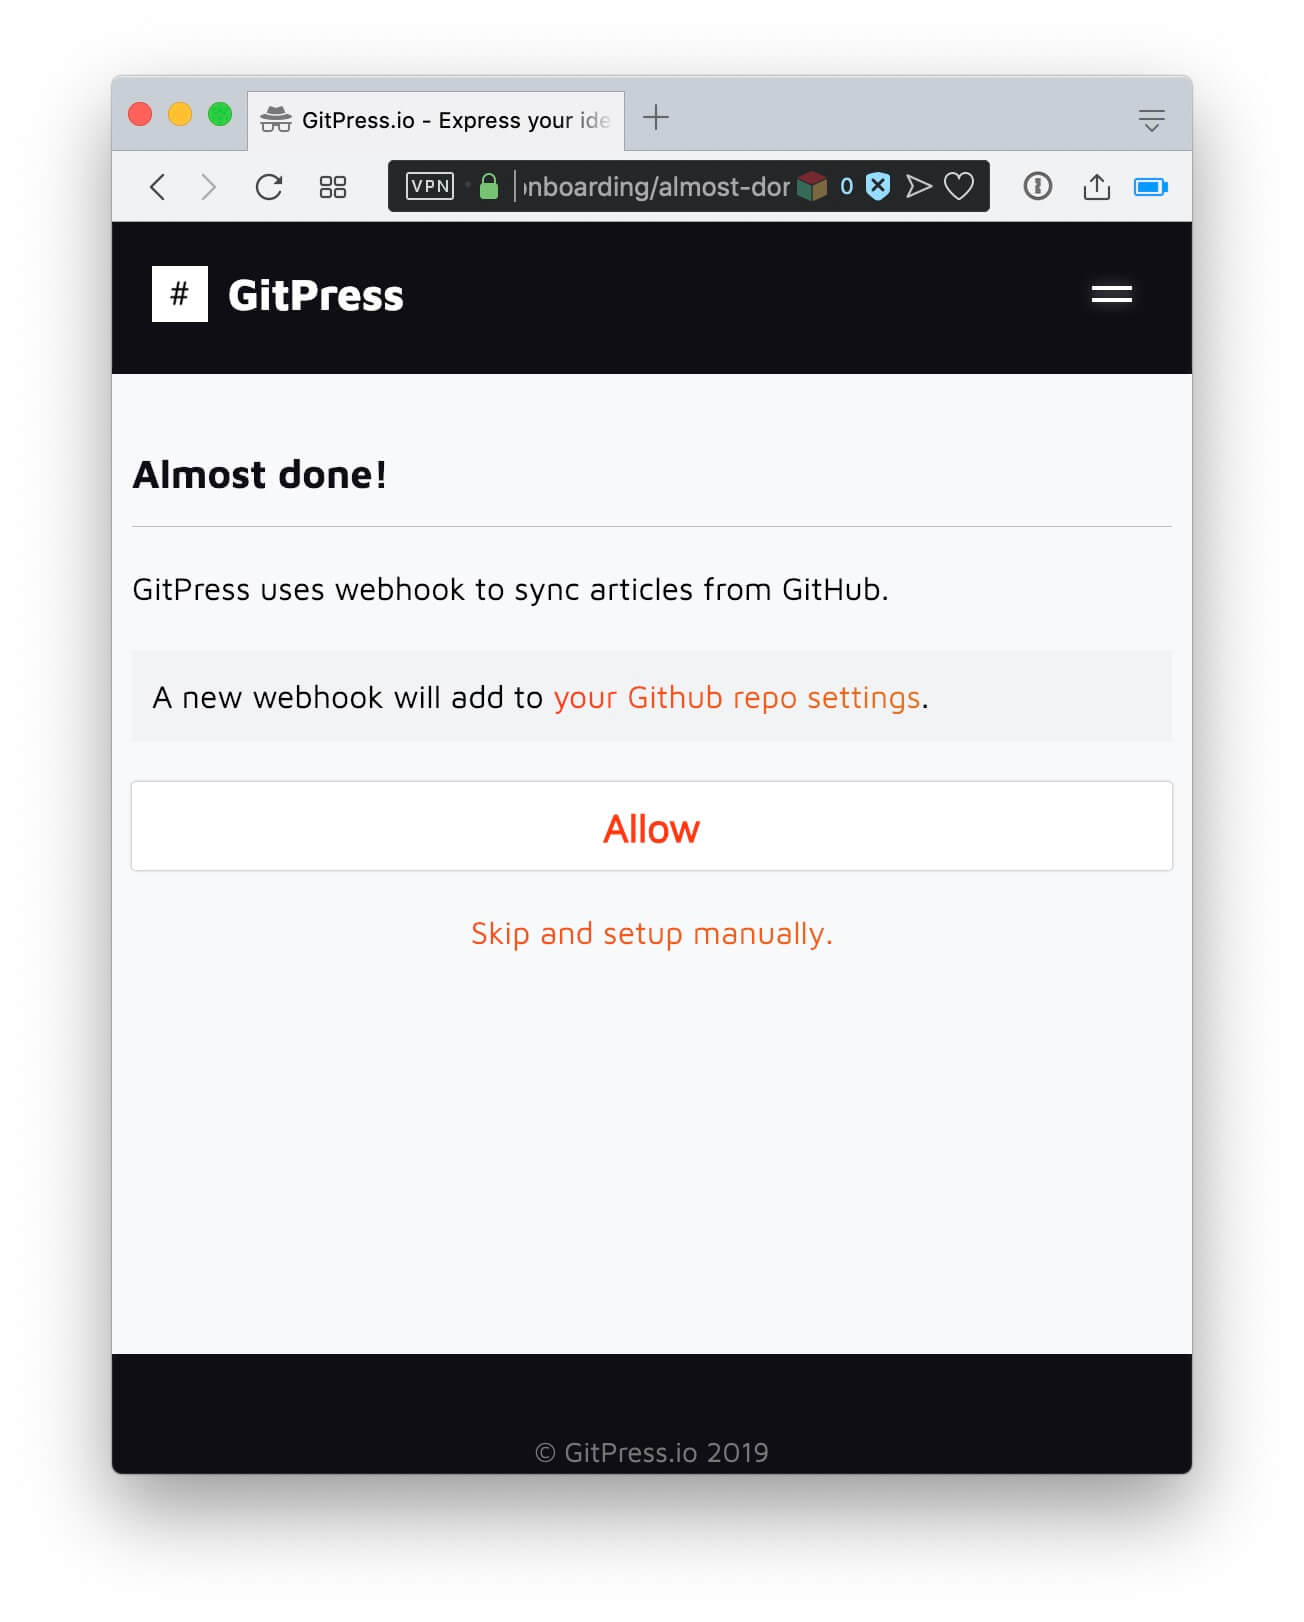 GitPress.io - Express your ide
VPN
nboarding/almost-dor
0
# GitPress
Almost done!
GitPress uses webhook to sync articles from GitHub.
A new webhook will add to your Github repo settings.
Allow
Skip and setup manually.
© GitPress.io 2019